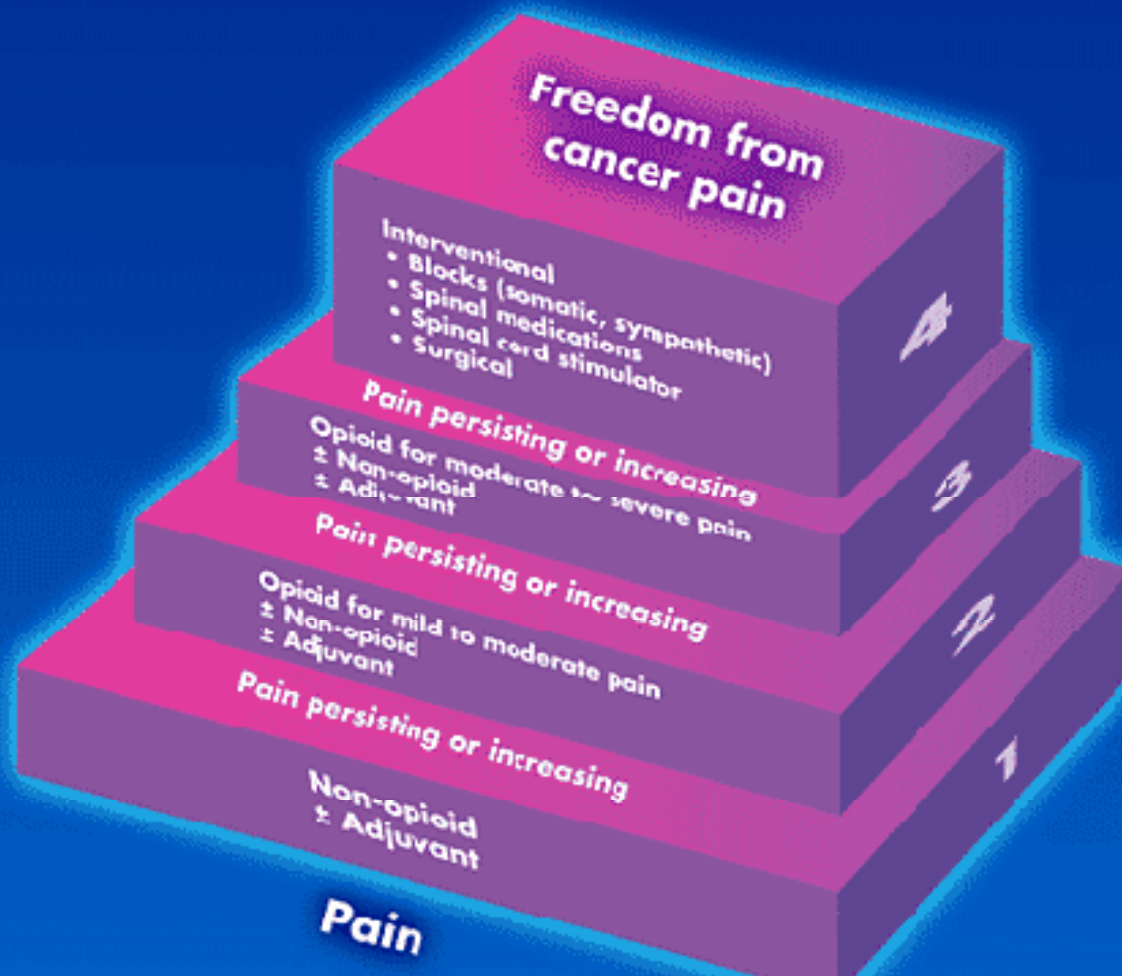 Freedom from
cancer pain
Interventional
• Blocks (somatic, sympathetic)
• Spinal medications
• Spinal cord stimulator
• Surgical
4
Pain persisting or increasing
Opioid for moderate to severe pain
± Non-opioid
± Adjuvant
3
Pain persisting or increasing
Opioid for mild to moderate pain
± Non-opioid
± Adjuvant
2
Pain persisting or increasing
Non-opioid
± Adjuvant
1
Pain